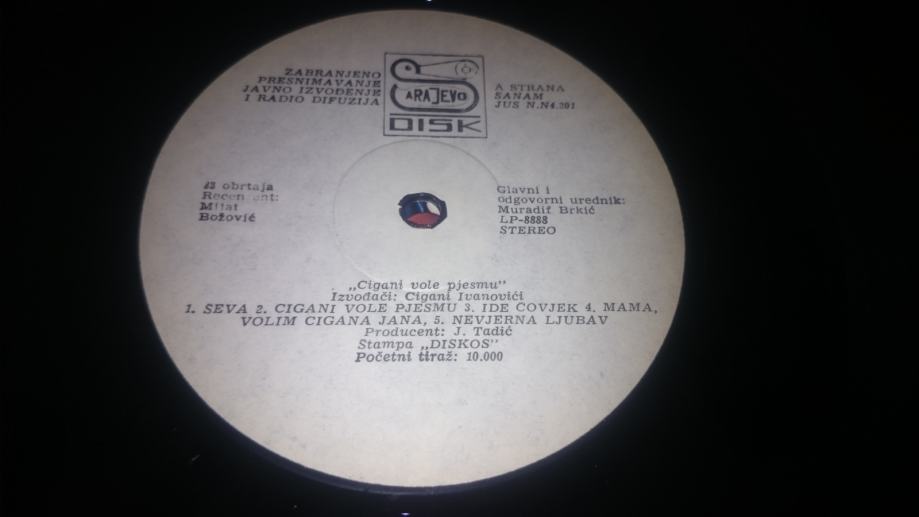 ZABRANJENO
PRESNIMAVANJE
JAVNO IZVOĐENJE
I RADIO DIFUZIJA
SARAJEVO
DISK
A STRANA
SANAM
JUS N.N4.201
obrtaja
Božović
Glavni i
odgovorni urednik:
Muradif Brkić
LP-8888
STEREO
„Cigani vole pjesmu”
Izvođači: Cigani Ivanovići
1. SEVA 2. CIGANI VOLE PJESMU 3. IDE ČOVJEK 4. MAMA,
VOLIM CIGANA JANA, 5. NEVJERNA LJUBAV
Producent: J. Tadić
Stampa „DISKOS”
Početni tiraž: 10.000